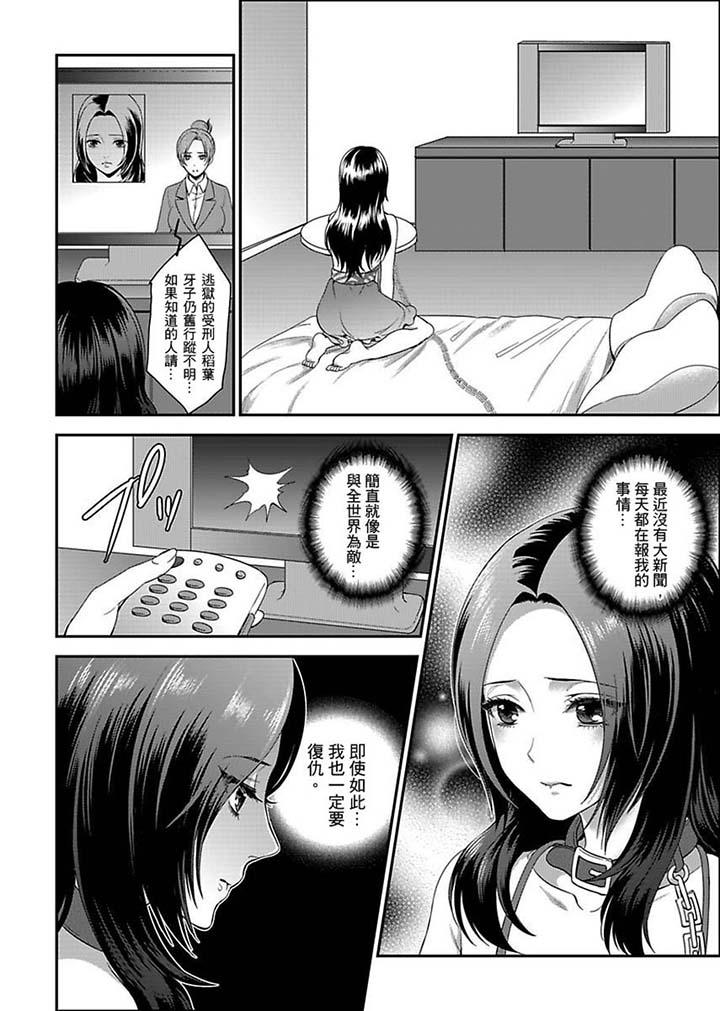 逃獄的受刑人稻葉
牙子仍舊行蹤不明…
如果知道的人請…
最近沒有大新聞，
每天都在報我的
事情…
簡直就像是
與全世界為敵…
プッ
即使如此…
我也一定要
復仇。